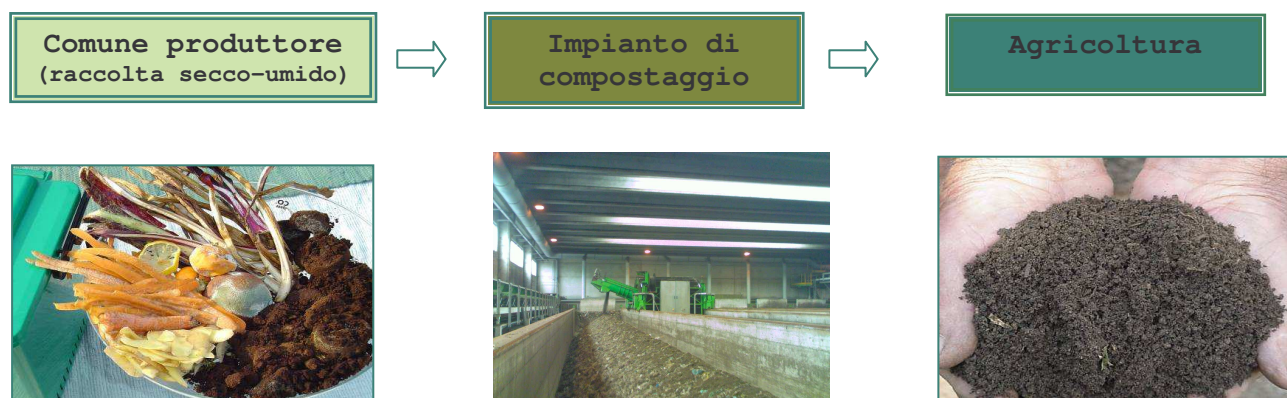 Comune produttore
(raccolta secco-umido)
Impianto di
compostaggio
Agricoltura